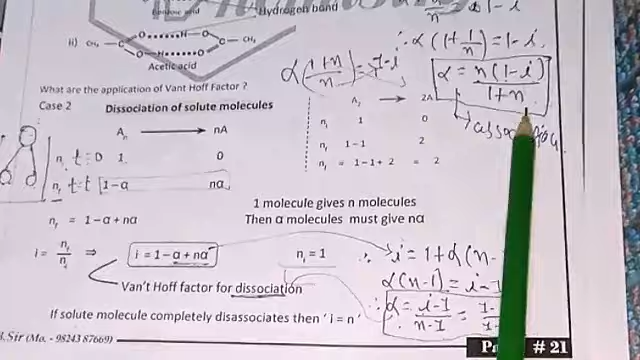 Hydrogen bond
ii) CH₃ C O H O C CH₃
O H O
Acetic acid
∴ α(1+1/n) = 1-i
α(1+n/n) = 1-i
α = n(1-i)/1+n
What are the application of Vant Hoff Factor ?
Case 2 Dissociation of solute molecules
Aₙ ⟶ nA
n, t=0 1 0
n, t=t 1-α nα
A₂ ⟶ 2A
nᵢ 1 0
nf 1-1 2
nf = 1-1+2 = 2
1 molecule gives n molecules
Then α molecules must give nα
nf = 1-α+nα
i = nf/nᵢ ⇒ i = 1-α+nα nᵢ = 1
∴ i = 1+α(n-
α(n-1) = i-1
∴ α = i-1/n-1 =
Van't Hoff factor for dissociation
If solute molecule completely disassociates then 'i = n'
.Sir (Mo. - 98243 87669)
# 21